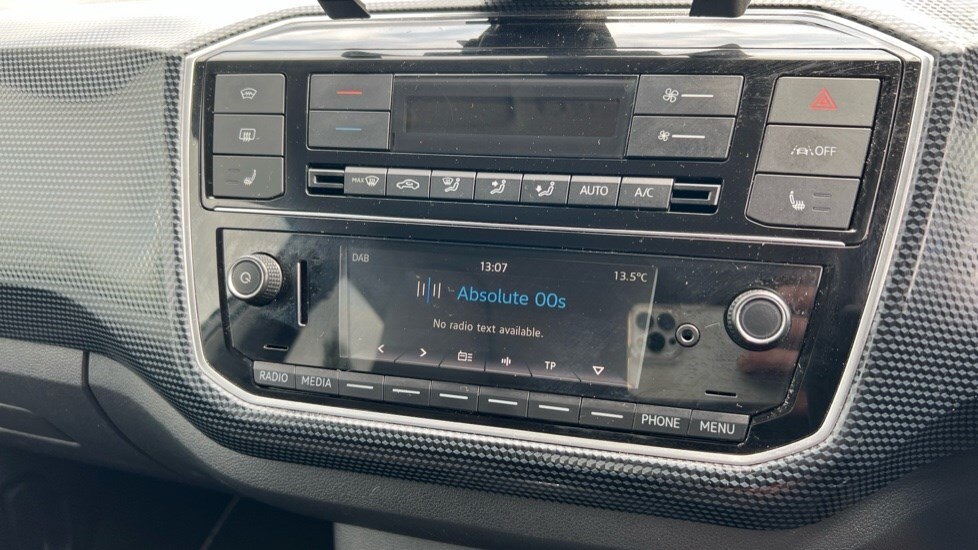 OFF
MAX
AUTO
A/C
DAB
13:07
13.5°C
Absolute 00s
No radio text available.
< > TP
RADIO
MEDIA
PHONE
MENU